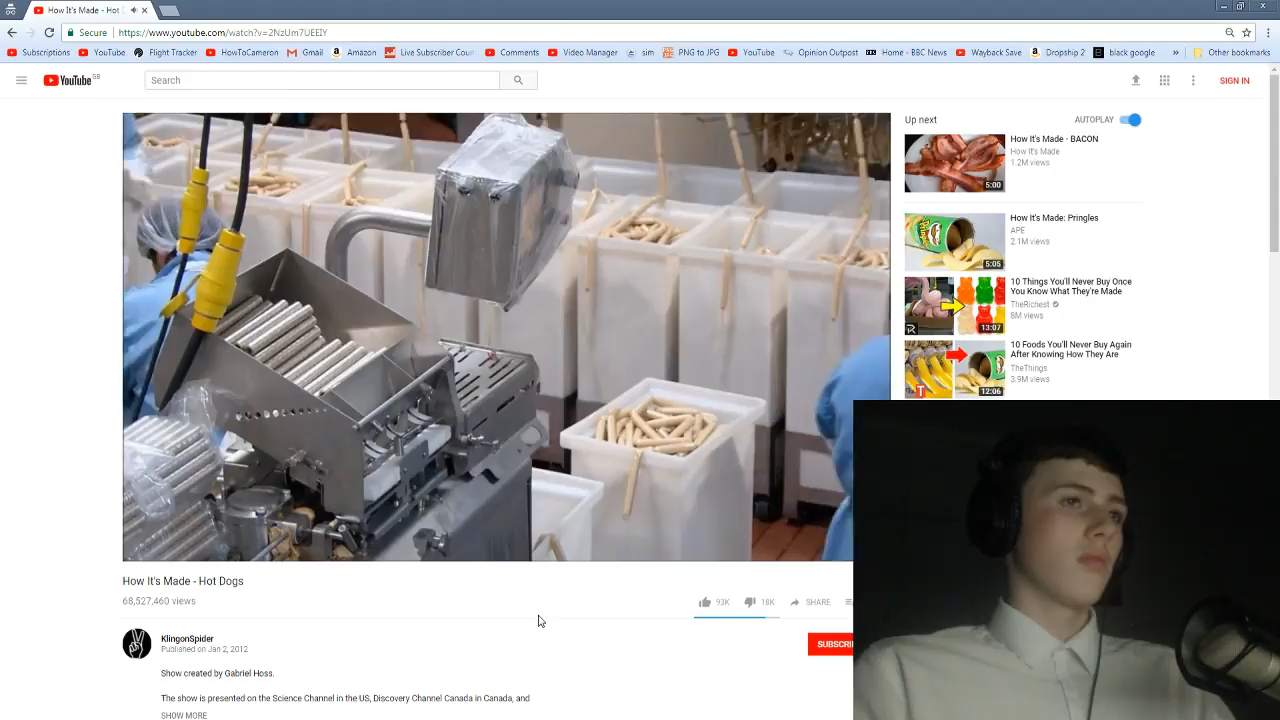 How It's Made - Hot D
Secure https://www.youtube.com/watch?v=2NzUm7UEEIY
Subscriptions YouTube Flight Tracker HowToCameron Gmail Amazon Live Subscriber Coun Comments Video Manager sim PNG to JPG YouTube Opinion Outpost Home - BBC News Wayback Save Dropship 2 black google » Other bookmarks
YouTube GB Search SIGN IN
Up next AUTOPLAY
How It's Made - BACON
How It's Made
1.2M views
5:00
How It's Made: Pringles
APE
2.1M views
5:05
10 Things You'll Never Buy Once
You Know What They're Made
TheRichest
8M views
13:07
10 Foods You'll Never Buy Again
After Knowing How They Are
TheThings
3.9M views
12:06
How It's Made - Hot Dogs
68,527,460 views
93K 18K SHARE
KlingonSpider
Published on Jan 2, 2012
SUBSCRI
Show created by Gabriel Hoss.
The show is presented on the Science Channel in the US, Discovery Channel Canada in Canada, and
SHOW MORE